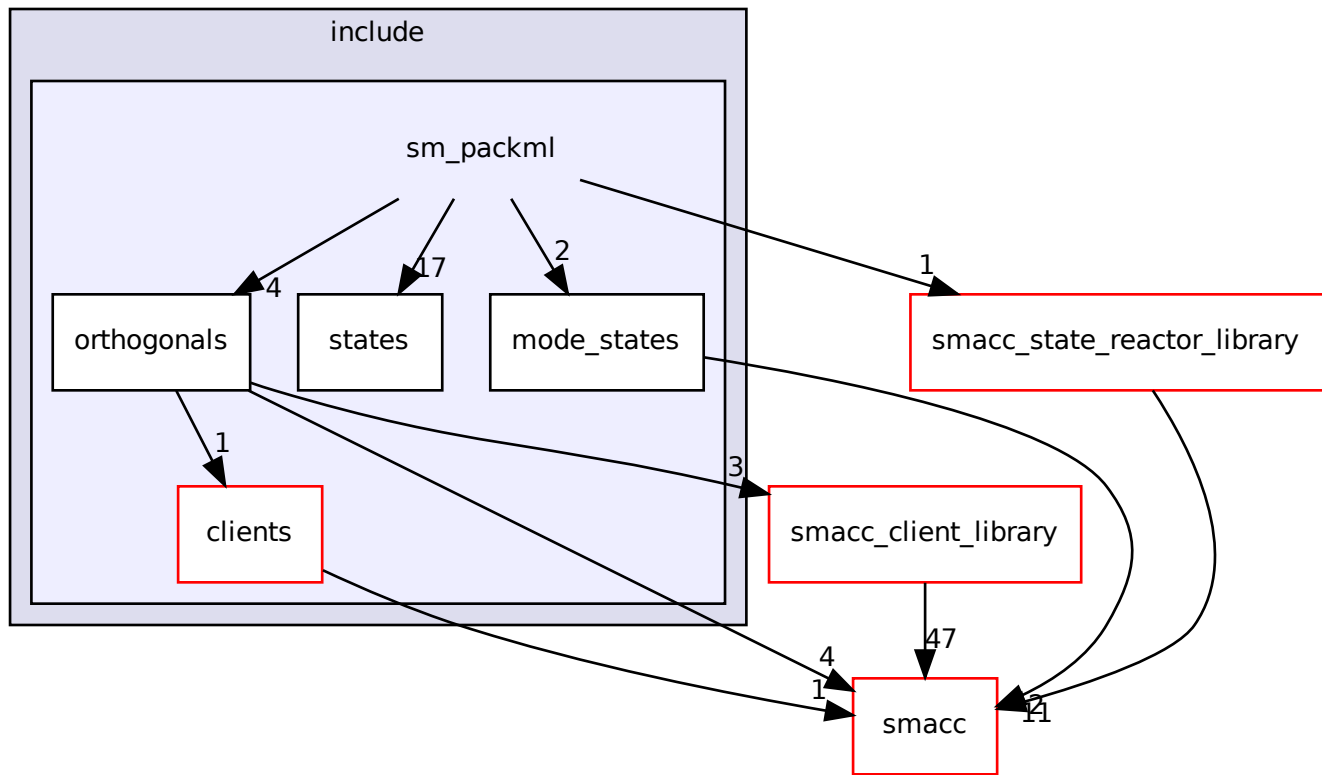 include
sm_packml
4
17
2
1
orthogonals
states
mode_states
smacc_state_reactor_library
1
3
clients
smacc_client_library
47
4
1
2
11
smacc